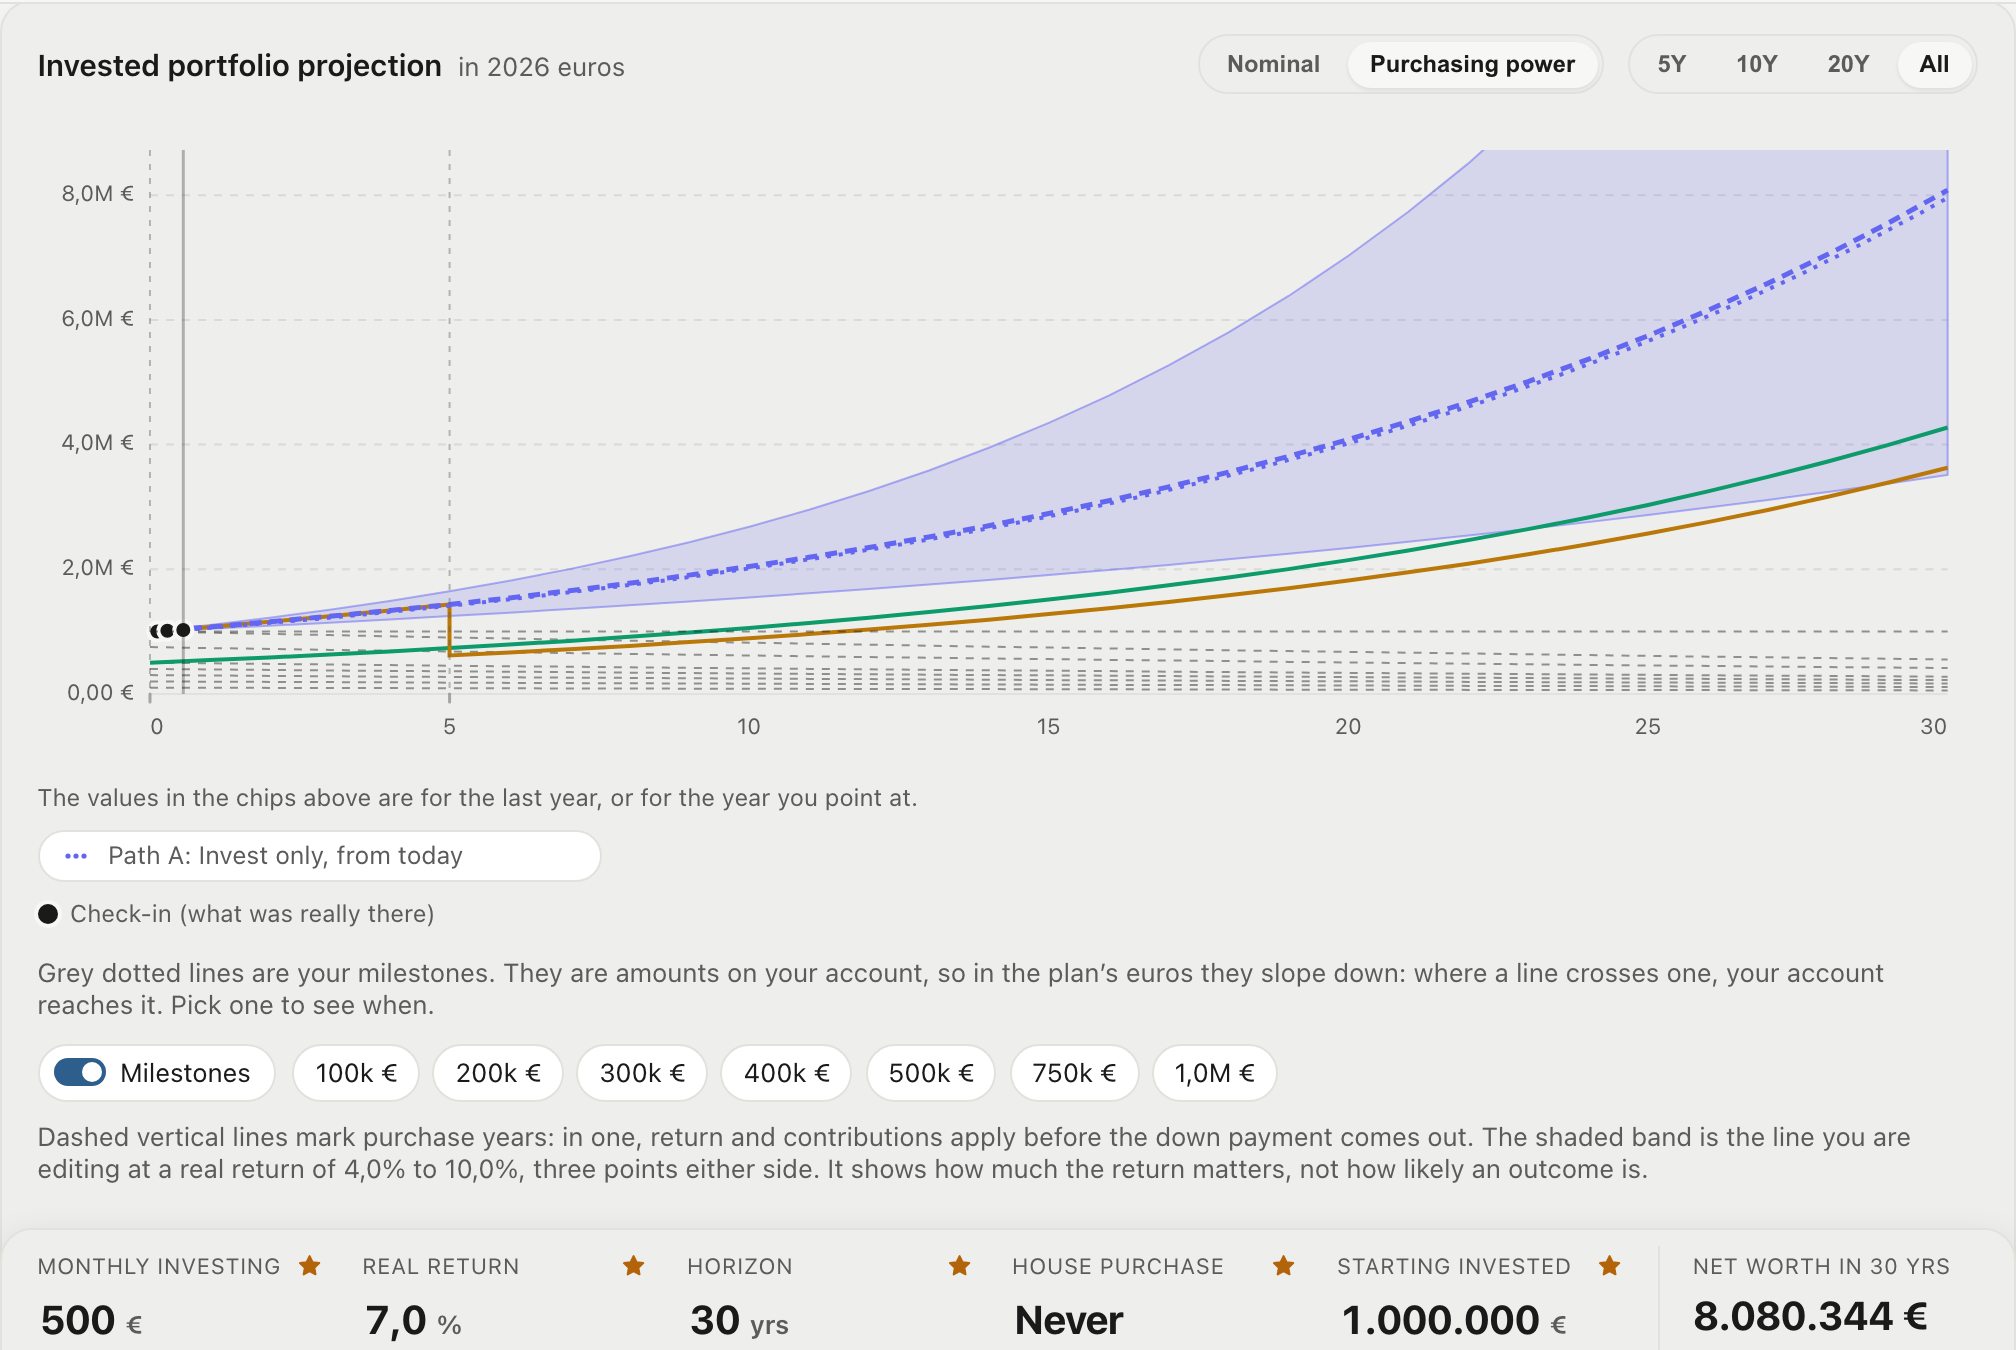 Invested portfolio projection in 2026 euros
Nominal Purchasing power 5Y 10Y 20Y All
8,0M €
6,0M €
4,0M €
2,0M €
0,00 €
0 5 10 15 20 25 30
The values in the chips above are for the last year, or for the year you point at.
Path A: Invest only, from today
Check-in (what was really there)
Grey dotted lines are your milestones. They are amounts on your account, so in the plan’s euros they slope down: where a line crosses one, your account
reaches it. Pick one to see when.
Milestones 100k € 200k € 300k € 400k € 500k € 750k € 1,0M €
Dashed vertical lines mark purchase years: in one, return and contributions apply before the down payment comes out. The shaded band is the line you are
editing at a real return of 4,0% to 10,0%, three points either side. It shows how much the return matters, not how likely an outcome is.
MONTHLY INVESTING REAL RETURN HORIZON HOUSE PURCHASE STARTING INVESTED NET WORTH IN 30 YRS
500 € 7,0 % 30 yrs Never 1.000.000 € 8.080.344 €